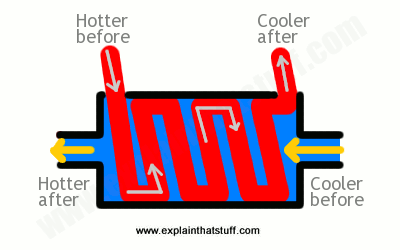 Hotter
before
Cooler
after
Hotter
after
Cooler
before
www.explainthatstuff.com